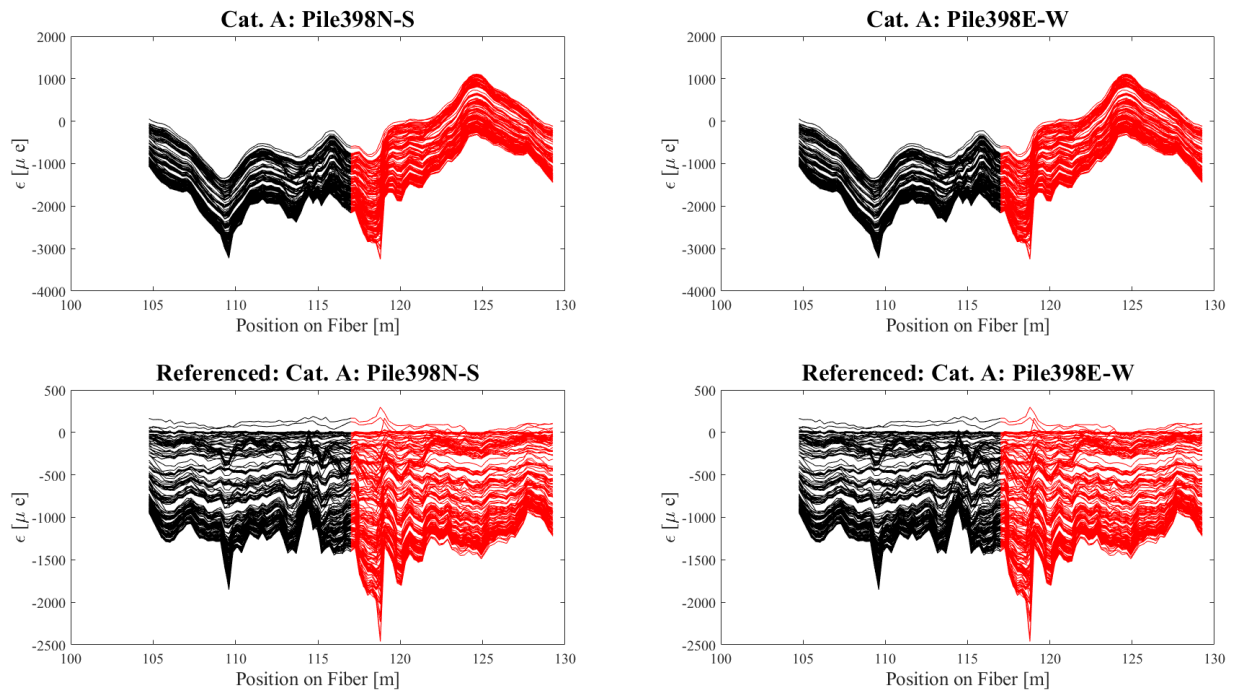 Cat. A: Pile398N-S
2000
1000
0
-1000
-2000
-3000
-4000
ϵ [μ c]
100 105 110 115 120 125 130
Position on Fiber [m]
Cat. A: Pile398E-W
2000
1000
0
-1000
-2000
-3000
-4000
ϵ [μ c]
100 105 110 115 120 125 130
Position on Fiber [m]
Referenced: Cat. A: Pile398N-S
500
0
-500
-1000
-1500
-2000
-2500
ϵ [μ c]
100 105 110 115 120 125 130
Position on Fiber [m]
Referenced: Cat. A: Pile398E-W
500
0
-500
-1000
-1500
-2000
-2500
ϵ [μ c]
100 105 110 115 120 125 130
Position on Fiber [m]